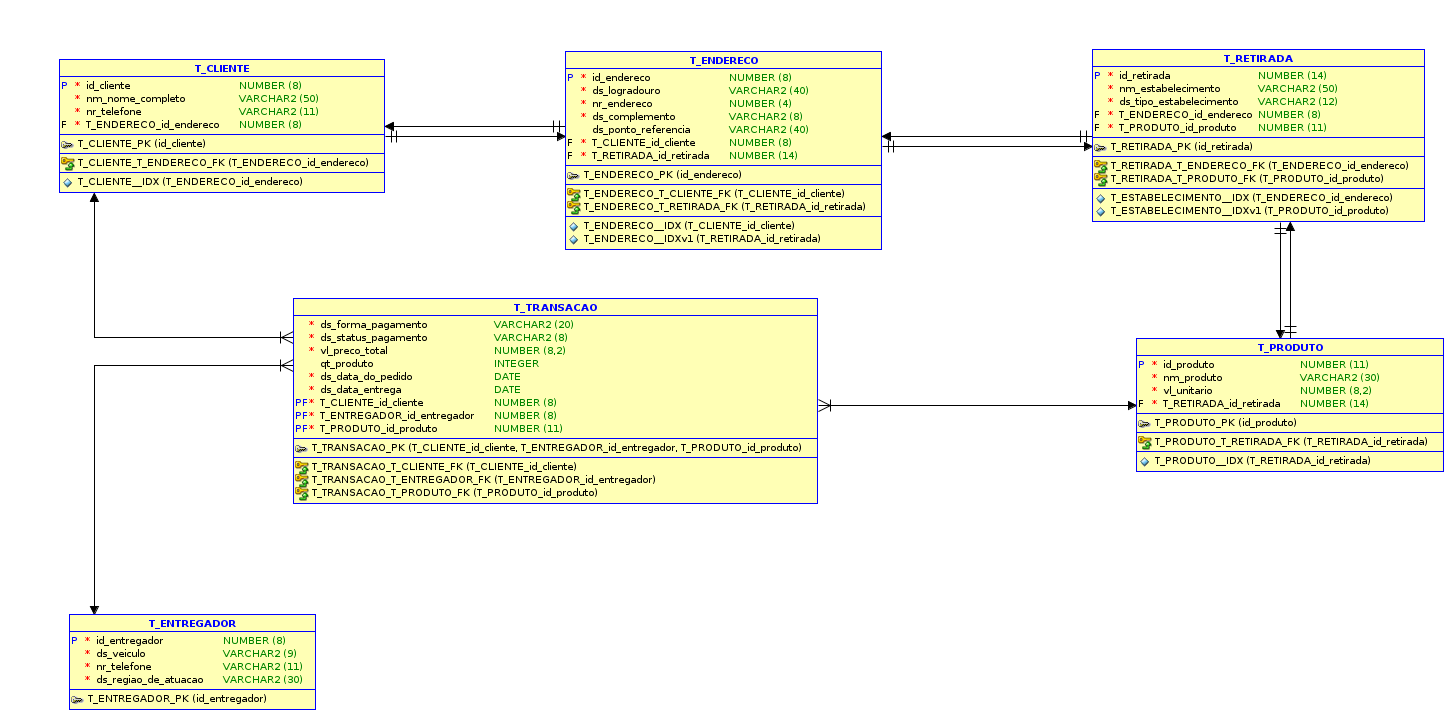 T_CLIENTE
P * id_cliente NUMBER (8)
* nm_nome_completo VARCHAR2 (50)
* nr_telefone VARCHAR2 (11)
F * T_ENDERECO_id_endereco NUMBER (8)
T_CLIENTE_PK (id_cliente)
T_CLIENTE_T_ENDERECO_FK (T_ENDERECO_id_endereco)
T_CLIENTE__IDX (T_ENDERECO_id_endereco)
T_ENDERECO
P * id_endereco NUMBER (8)
* ds_logradouro VARCHAR2 (40)
* nr_endereco NUMBER (4)
* ds_complemento VARCHAR2 (8)
ds_ponto_referencia VARCHAR2 (40)
F * T_CLIENTE_id_cliente NUMBER (8)
F * T_RETIRADA_id_retirada NUMBER (14)
T_ENDERECO_PK (id_endereco)
T_ENDERECO_T_CLIENTE_FK (T_CLIENTE_id_cliente)
T_ENDERECO_T_RETIRADA_FK (T_RETIRADA_id_retirada)
T_ENDERECO__IDX (T_CLIENTE_id_cliente)
T_ENDERECO__IDXv1 (T_RETIRADA_id_retirada)
T_RETIRADA
P * id_retirada NUMBER (14)
* nm_estabelecimento VARCHAR2 (50)
* ds_tipo_estabelecimento VARCHAR2 (12)
F * T_ENDERECO_id_endereco NUMBER (8)
F * T_PRODUTO_id_produto NUMBER (11)
T_RETIRADA_PK (id_retirada)
T_RETIRADA_T_ENDERECO_FK (T_ENDERECO_id_endereco)
T_RETIRADA_T_PRODUTO_FK (T_PRODUTO_id_produto)
T_ESTABELECIMENTO__IDX (T_ENDERECO_id_endereco)
T_ESTABELECIMENTO__IDXv1 (T_PRODUTO_id_produto)
T_TRANSACAO
* ds_forma_pagamento VARCHAR2 (20)
* ds_status_pagamento VARCHAR2 (8)
* vl_preco_total NUMBER (8,2)
qt_produto INTEGER
* ds_data_do_pedido DATE
* ds_data_entrega DATE
PF* T_CLIENTE_id_cliente NUMBER (8)
PF* T_ENTREGADOR_id_entregador NUMBER (8)
PF* T_PRODUTO_id_produto NUMBER (11)
T_TRANSACAO_PK (T_CLIENTE_id_cliente, T_ENTREGADOR_id_entregador, T_PRODUTO_id_produto)
T_TRANSACAO_T_CLIENTE_FK (T_CLIENTE_id_cliente)
T_TRANSACAO_T_ENTREGADOR_FK (T_ENTREGADOR_id_entregador)
T_TRANSACAO_T_PRODUTO_FK (T_PRODUTO_id_produto)
T_PRODUTO
P * id_produto NUMBER (11)
* nm_produto VARCHAR2 (30)
* vl_unitario NUMBER (8,2)
F * T_RETIRADA_id_retirada NUMBER (14)
T_PRODUTO_PK (id_produto)
T_PRODUTO_T_RETIRADA_FK (T_RETIRADA_id_retirada)
T_PRODUTO__IDX (T_RETIRADA_id_retirada)
T_ENTREGADOR
P * id_entregador NUMBER (8)
* ds_veiculo VARCHAR2 (9)
* nr_telefone VARCHAR2 (11)
* ds_regiao_de_atuacao VARCHAR2 (30)
T_ENTREGADOR_PK (id_entregador)